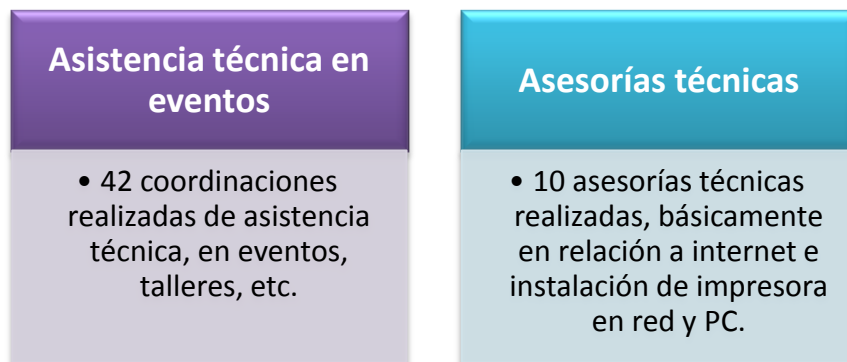 Asistencia técnica en
eventos
• 42 coordinaciones
realizadas de asistencia
técnica, en eventos,
talleres, etc.
Asesorías técnicas
• 10 asesorías técnicas
realizadas, básicamente
en relación a internet e
instalación de impresora
en red y PC.